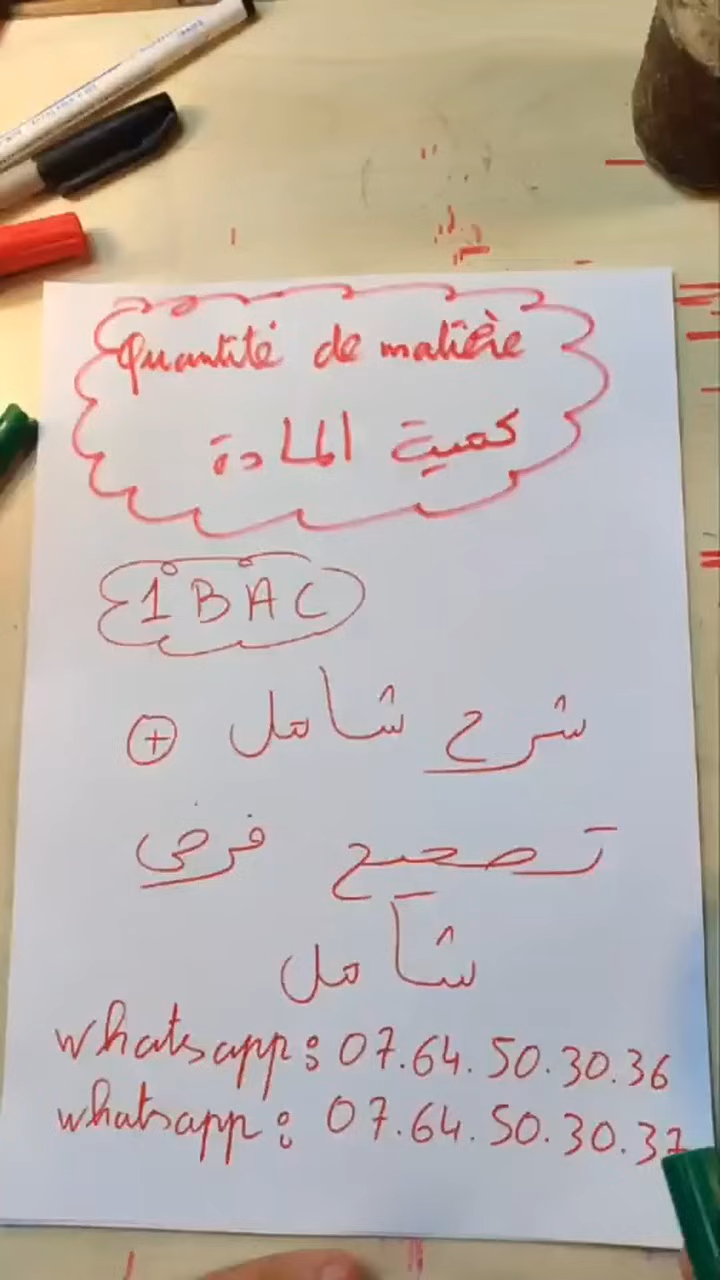 Quantité de matière
كمية المادة
1 BAC
شرح شامل +
تصحيح فرض
شامل
whatsapp: 07.64.50.30.36
whatsapp: 07.64.50.30.37